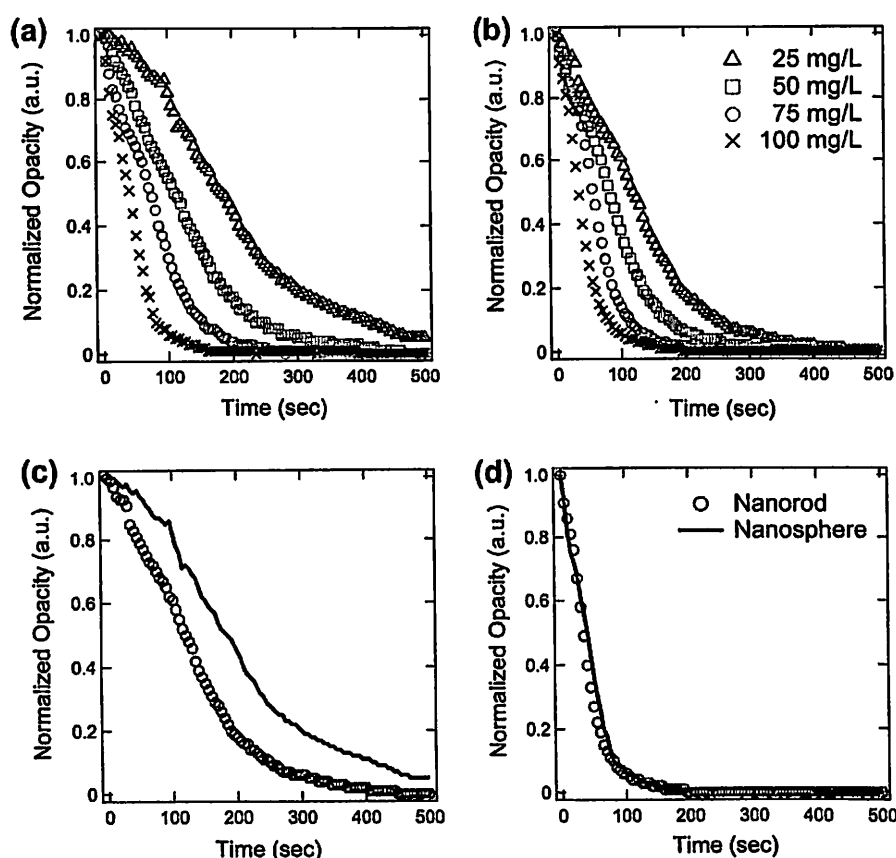 (a)
Normalized Opacity (a.u.)
1.0
0.8
0.6
0.4
0.2
0
0 100 200 300 400 500
Time (sec)
(b)
Normalized Opacity (a.u.)
1.0
0.8
0.6
0.4
0.2
0
25 mg/L
50 mg/L
75 mg/L
100 mg/L
0 100 200 300 400 500
Time (sec)
(c)
Normalized Opacity (a.u.)
1.0
0.8
0.6
0.4
0.2
0
0 100 200 300 400 500
Time (sec)
(d)
Normalized Opacity (a.u.)
1.0
0.8
0.6
0.4
0.2
0
Nanorod
Nanosphere
0 100 200 300 400 500
Time (sec)